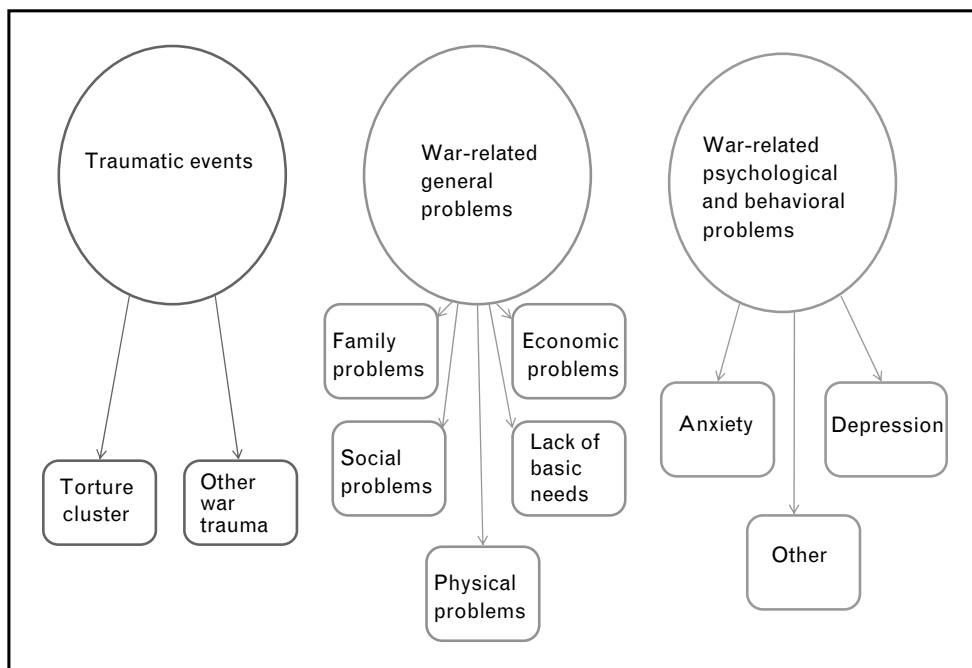 Traumatic events
War-related
general
problems
War-related
psychological
and behavioral
problems
Family
problems
Economic
problems
Social
problems
Lack of
basic
needs
Physical
problems
Torture
cluster
Other
war
trauma
Anxiety
Depression
Other